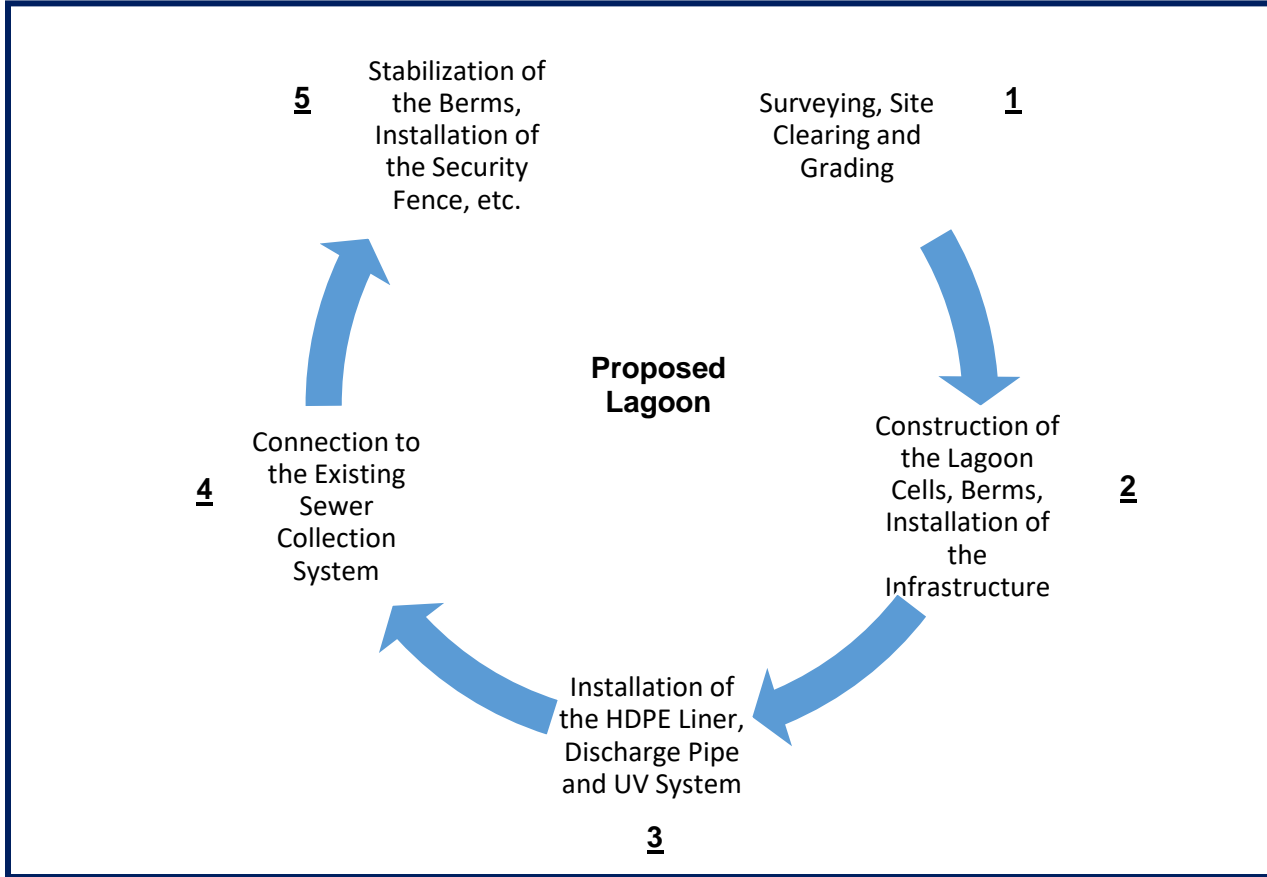 1
Surveying, Site
Clearing and
Grading
2
Construction of
the Lagoon
Cells, Berms,
Installation of
the
Infrastructure
3
Installation of
the HDPE Liner,
Discharge Pipe
and UV System
4
Connection to
the Existing
Sewer
Collection
System
5
Stabilization of
the Berms,
Installation of
the Security
Fence, etc.
Proposed
Lagoon